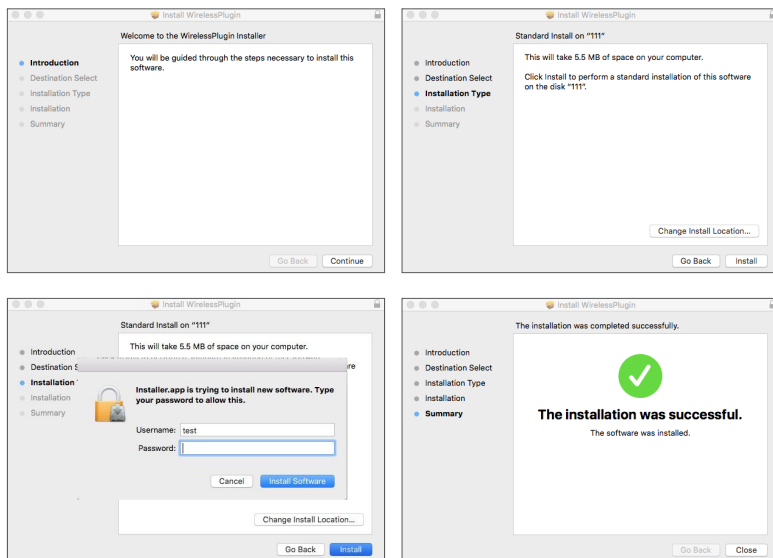 Install WirelessPlugin
Welcome to the WirelessPlugin Installer
Introduction
Destination Select
Installation Type
Installation
Summary
You will be guided through the steps necessary to install this
software.
Go Back
Continue
Install WirelessPlugin
Standard Install on "111"
Introduction
Destination Select
Installation Type
Installation
Summary
This will take 5.5 MB of space on your computer.
Click Install to perform a standard installation of this software
on the disk "111".
Change Install Location...
Go Back
Install
Install WirelessPlugin
Standard Install on "111"
Introduction
Destination S
Installation
Installation
Summary
This will take 5.5 MB of space on your computer.
re
Installer.app is trying to install new software. Type
your password to allow this.
Username: test
Password:
Cancel
Install Software
Change Install Location...
Go Back
Install
Install WirelessPlugin
The installation was completed successfully.
Introduction
Destination Select
Installation Type
Installation
Summary
The installation was successful.
The software was installed.
Go Back
Close